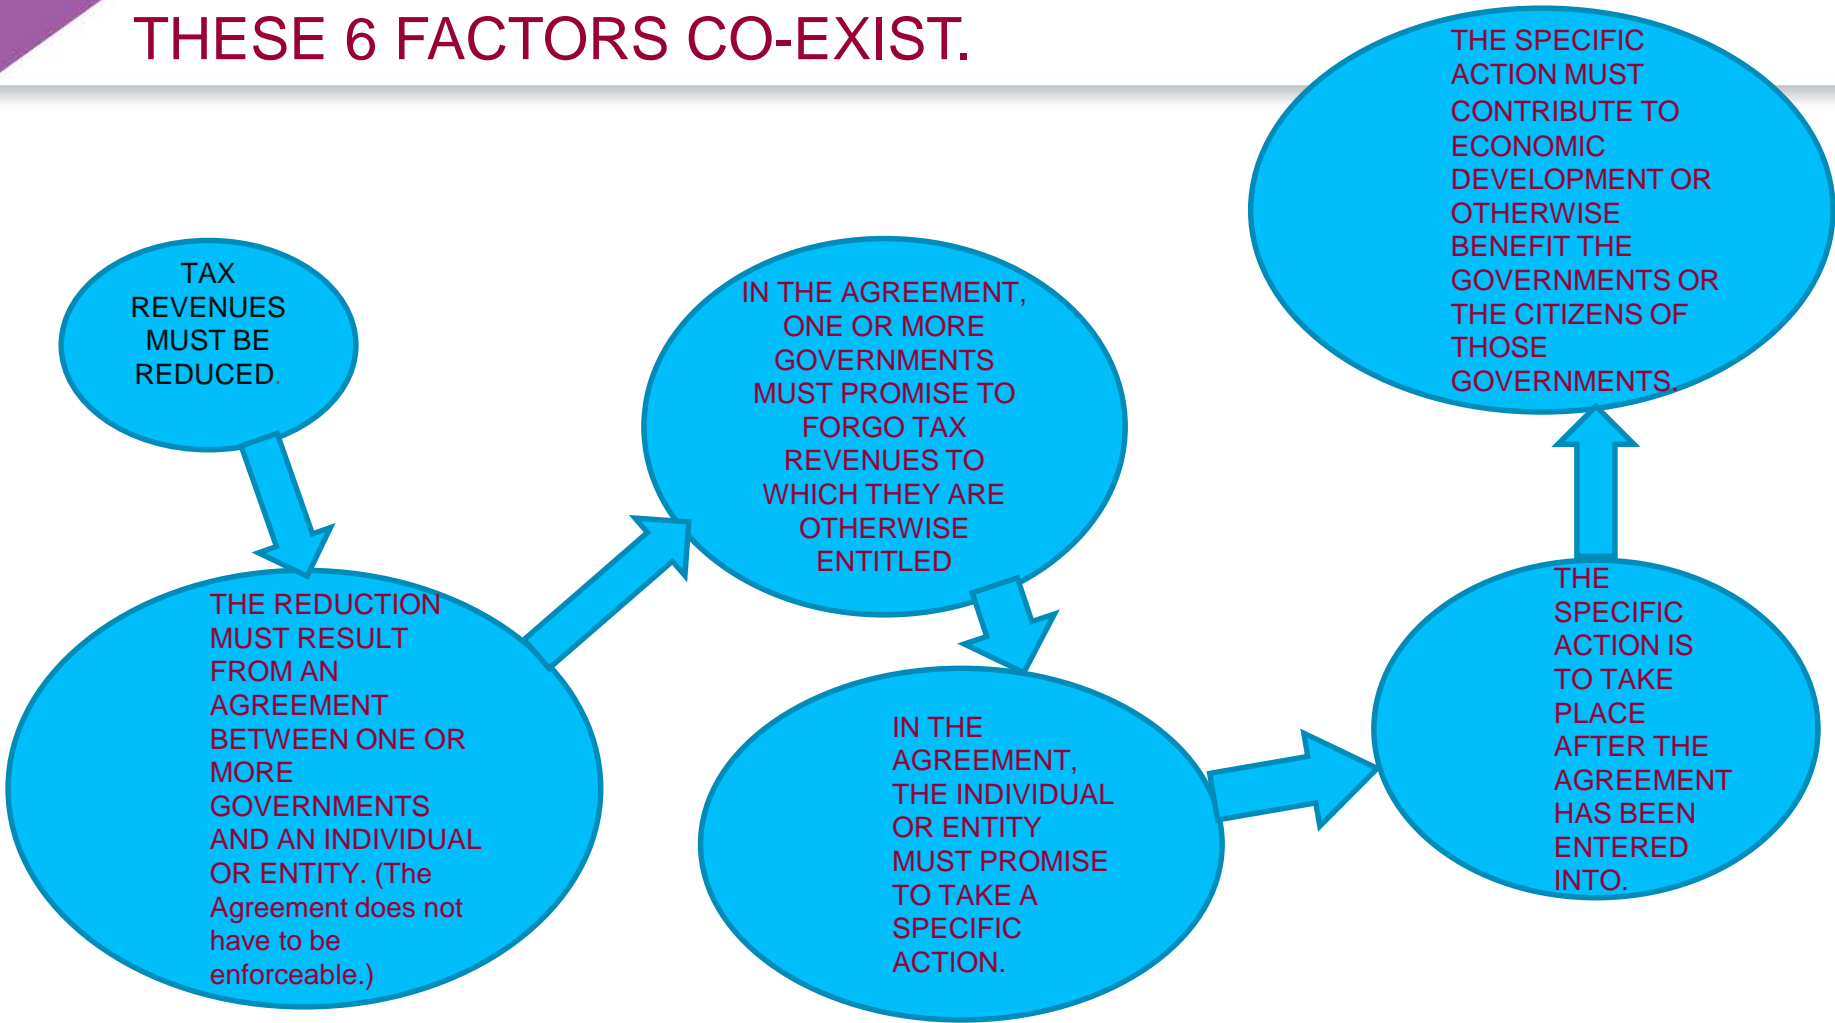 THESE 6 FACTORS CO-EXIST.
TAX
REVENUES
MUST BE
REDUCED.
THE REDUCTION
MUST RESULT
FROM AN
AGREEMENT
BETWEEN ONE OR
MORE
GOVERNMENTS
AND AN INDIVIDUAL
OR ENTITY. (The
Agreement does not
have to be
enforceable.)
IN THE AGREEMENT,
ONE OR MORE
GOVERNMENTS
MUST PROMISE TO
FORGO TAX
REVENUES TO
WHICH THEY ARE
OTHERWISE
ENTITLED
IN THE
AGREEMENT,
THE INDIVIDUAL
OR ENTITY
MUST PROMISE
TO TAKE A
SPECIFIC
ACTION.
THE
SPECIFIC
ACTION IS
TO TAKE
PLACE
AFTER THE
AGREEMENT
HAS BEEN
ENTERED
INTO.
THE SPECIFIC
ACTION MUST
CONTRIBUTE TO
ECONOMIC
DEVELOPMENT OR
OTHERWISE
BENEFIT THE
GOVERNMENTS OR
THE CITIZENS OF
THOSE
GOVERNMENTS.